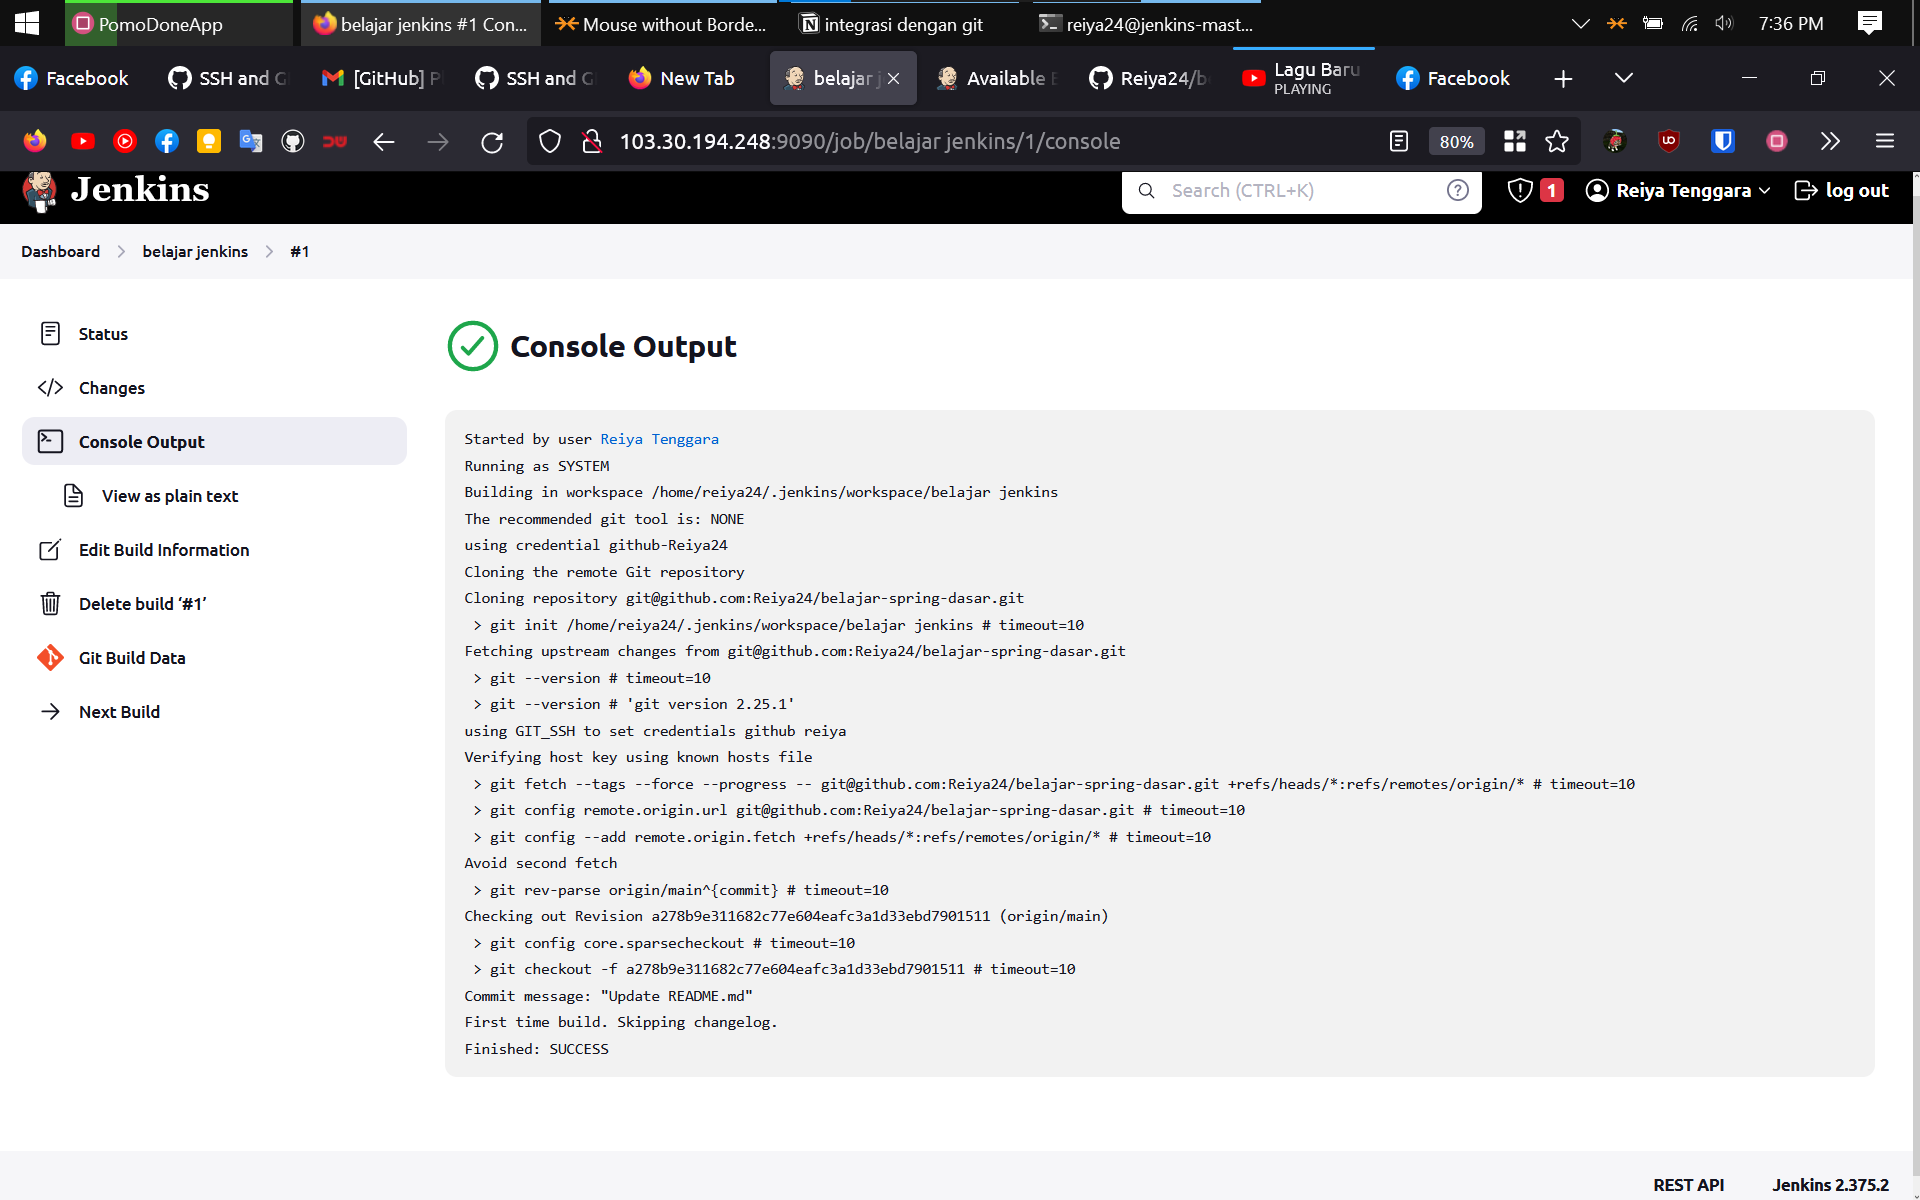 PomoDoneApp
belajar jenkins #1 Con...
Mouse without Borde...
integrasi dengan git
reiya24@jenkins-mast...
7:36 PM
Facebook
SSH and G
[GitHub] P
SSH and G
New Tab
belajar j
Available
Reiya24/b
Lagu Baru
PLAYING
Facebook
103.30.194.248:9090/job/belajar jenkins/1/console
80%
Jenkins
Search (CTRL+K)
1
Reiya Tenggara
log out
Dashboard
belajar jenkins
#1
Status
Changes
Console Output
View as plain text
Edit Build Information
Delete build ‘#1’
Git Build Data
Next Build
Console Output
Started by user Reiya Tenggara
Running as SYSTEM
Building in workspace /home/reiya24/.jenkins/workspace/belajar jenkins
The recommended git tool is: NONE
using credential github-Reiya24
Cloning the remote Git repository
Cloning repository git@github.com:Reiya24/belajar-spring-dasar.git
> git init /home/reiya24/.jenkins/workspace/belajar jenkins # timeout=10
Fetching upstream changes from git@github.com:Reiya24/belajar-spring-dasar.git
> git --version # timeout=10
> git --version # 'git version 2.25.1'
using GIT_SSH to set credentials github reiya
Verifying host key using known hosts file
> git fetch --tags --force --progress -- git@github.com:Reiya24/belajar-spring-dasar.git +refs/heads/*:refs/remotes/origin/* # timeout=10
> git config remote.origin.url git@github.com:Reiya24/belajar-spring-dasar.git # timeout=10
> git config --add remote.origin.fetch +refs/heads/*:refs/remotes/origin/* # timeout=10
Avoid second fetch
> git rev-parse origin/main^{commit} # timeout=10
Checking out Revision a278b9e311682c77e604eafc3a1d33ebd7901511 (origin/main)
> git config core.sparsecheckout # timeout=10
> git checkout -f a278b9e311682c77e604eafc3a1d33ebd7901511 # timeout=10
Commit message: "Update README.md"
First time build. Skipping changelog.
Finished: SUCCESS
REST API
Jenkins 2.375.2